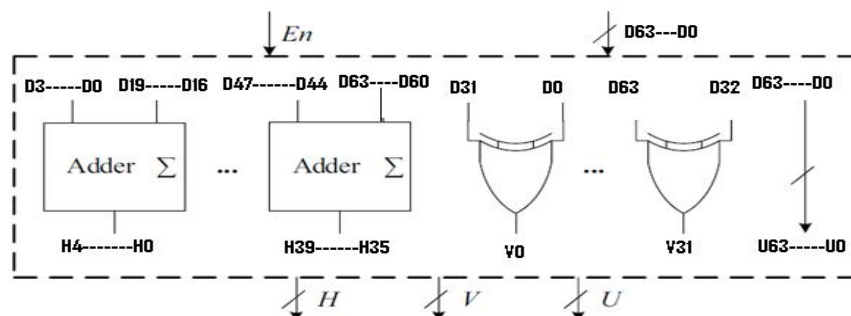 En
D63---D0
D3-----D0 D19-----D16 D47------D44 D63----D60 D31 D0 D63 D32 D63----D0
Adder Σ ... Adder Σ ...
H4-------H0 H39------H35 V0 V31 U63-----U0
H V U